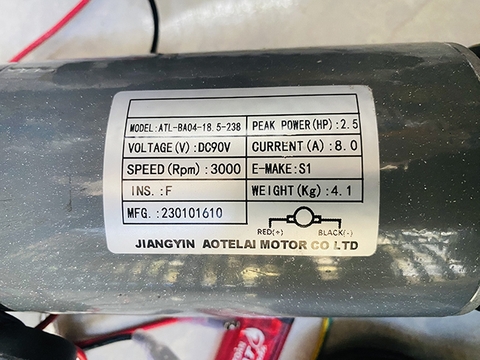 MODEL:ATL-BA04-18.5-23B PEAK POWER(HP):2.5
VOLTAGE(V):DC90V CURRENT(A):8.0
SPEED(Rpm):3000 E-MAKE:S1
INS.:F WEIGHT(Kg):4.1
MFG.:230101610
RED(+) BLACK(-)
JIANGYIN AOTELAI MOTOR CO LTD